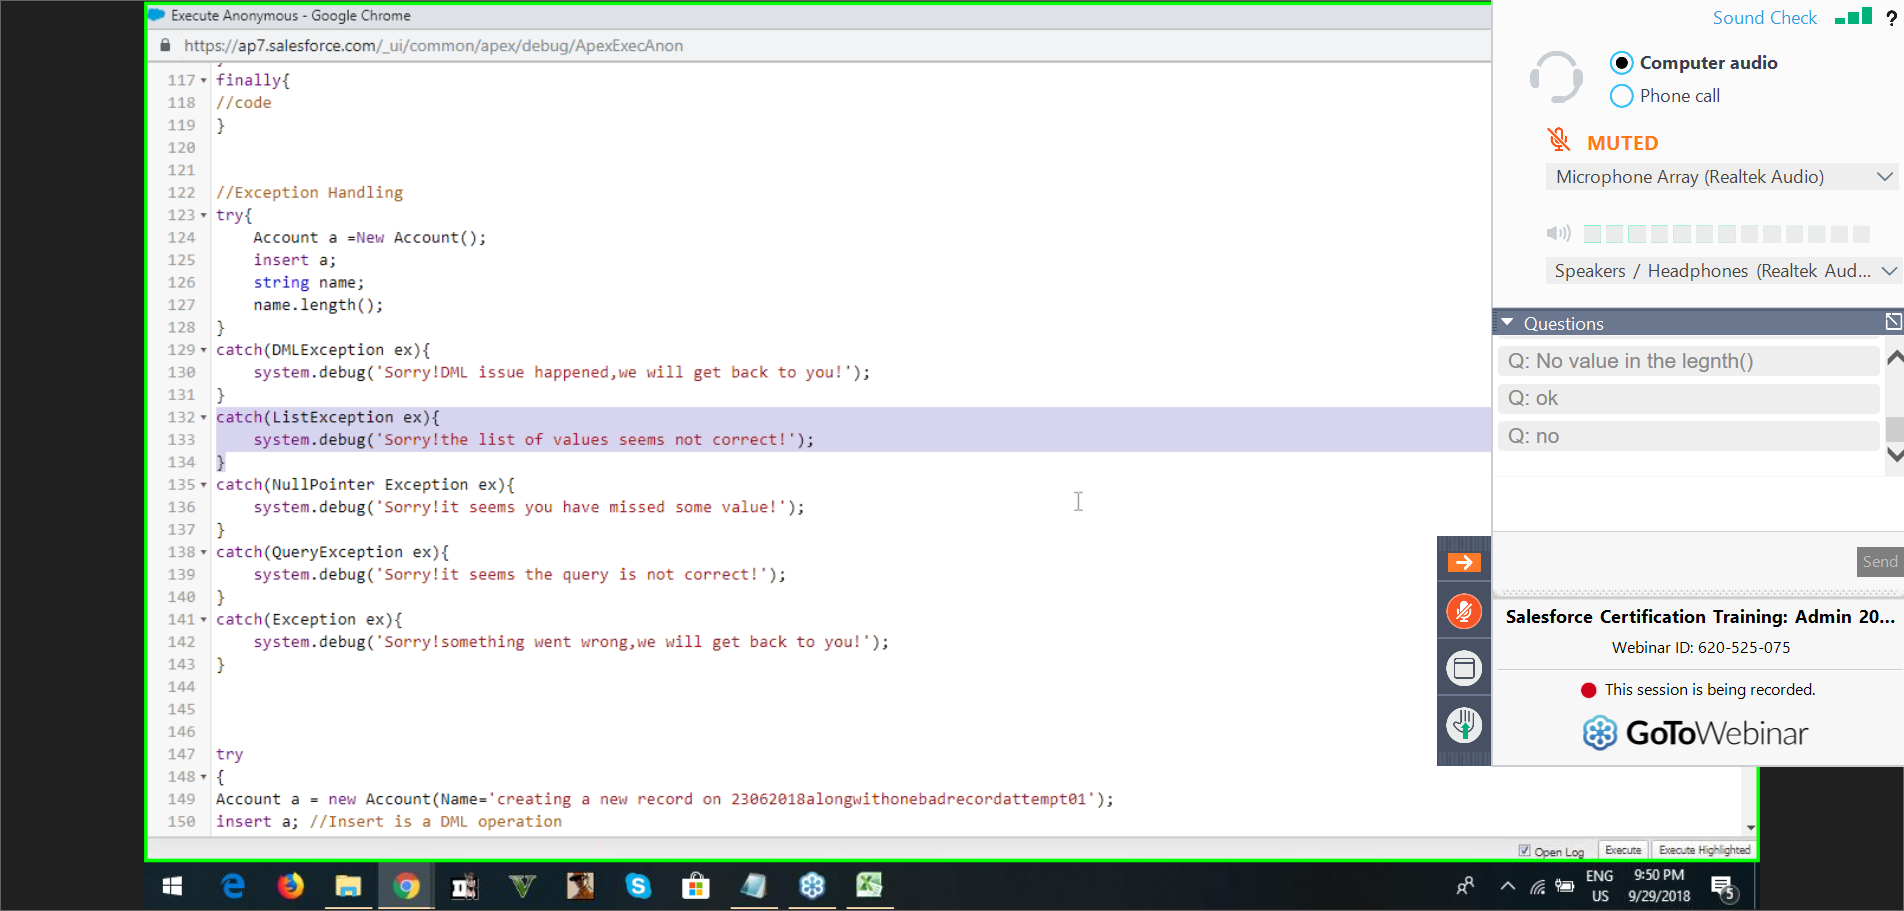 Execute Anonymous - Google Chrome
https://ap7.salesforce.com/_ui/common/apex/debug/ApexExecAnon
117 finally{
118 //code
119 }
120
121
122 //Exception Handling
123 try{
124 Account a =New Account();
125 insert a;
126 string name;
127 name.length();
128 }
129 catch(DMLException ex){
130 system.debug('Sorry!DML issue happened,we will get back to you!');
131 }
132 catch(ListException ex){
133 system.debug('Sorry!the list of values seems not correct!');
134 }
135 catch(NullPointer Exception ex){
136 system.debug('Sorry!it seems you have missed some value!');
137 }
138 catch(QueryException ex){
139 system.debug('Sorry!it seems the query is not correct!');
140 }
141 catch(Exception ex){
142 system.debug('Sorry!something went wrong,we will get back to you!');
143 }
144
145
146
147 try
148 {
149 Account a = new Account(Name='creating a new record on 23062018alongwithonebadrecordattempt01');
150 insert a; //Insert is a DML operation
Open Log Execute Execute Highlighted
Sound Check ?
Computer audio
Phone call
MUTED
Microphone Array (Realtek Audio)
Speakers / Headphones (Realtek Aud...
Questions
Q: No value in the legnth()
Q: ok
Q: no
Send
Salesforce Certification Training: Admin 20...
Webinar ID: 620-525-075
This session is being recorded.
GoToWebinar
ENG
US
9:50 PM
9/29/2018
5